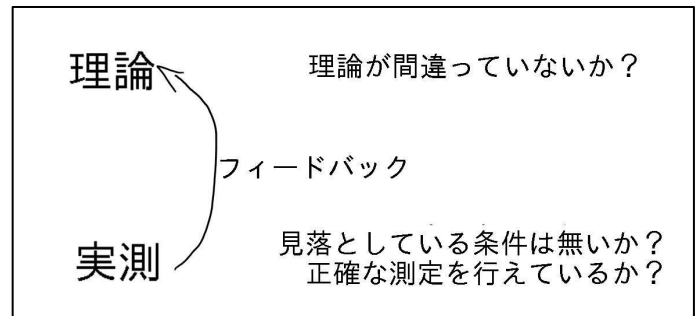 理論
理論が間違っていないか？
フィードバック
実測
見落としている条件は無いか？
正確な測定を行えているか？